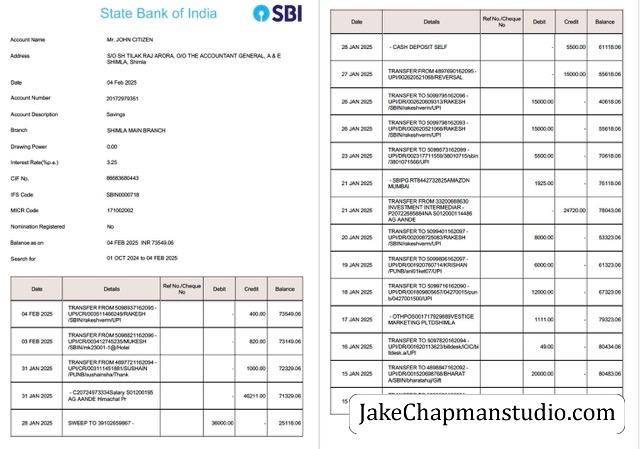 State Bank of India
SBI
Account Name Mr. JOHN CITIZEN
Address S/O SH TILAK RAJ ARORA, O/O THE ACCOUNTANT GENERAL, A & E
SHIMLA, Shimla
Date 04 Feb 2025
Account Number 20172979351
Account Description Savings
Branch SHIMLA MAIN BRANCH
Drawing Power 0.00
Interest Rate(%p.a.) 3.25
CIF No. 86683680443
IFS Code SBIN0000718
MICR Code 171002002
Nomination Registered No
Balance as on 04 FEB 2025 INR 73549.06
Search for 01 OCT 2024 to 04 FEB 2025
Date Details Ref No./Cheque No Debit Credit Balance
04 FEB 2025 TRANSFER FROM 5098937162095 - - 400.00 73549.06
UPI/CR/003511466249/RAKESH
/SBIN/rakeshverm/UPI
03 FEB 2025 TRANSFER FROM 5098821162096 - 820.00 73149.06
UPI/CR/003412745235/MUKESH
/SBIN/mk23001-1@/Hotel
31 JAN 2025 TRANSFER FROM 4897721162094 - 1000.00 72329.06
UPI/CR/003111451881/SUSHAIN
/PUNB/sushainsha/Thank
31 JAN 2025 - C20724973334Salary S01200195 - 46211.00 71329.06
AG AANDE Himachal Pr
28 JAN 2025 SWEEP TO 39102659867 - 36000.00 - 25118.06
Date Details Ref No./Cheque No Debit Credit Balance
28 JAN 2025 - CASH DEPOSIT SELF - 5500.00 61118.06
27 JAN 2025 TRANSFER FROM 4897690162095 - - 15000.00 55618.06
UPI/002620521068/REVERSAL
26 JAN 2025 TRANSFER TO 5099795162096 - 15000.00 - 40618.06
UPI/DR/002620609313/RAKESH
/SBIN/rakeshverm/UPI
26 JAN 2025 TRANSFER TO 5099798162093 - 15000.00 - 55618.06
UPI/DR/002620521068/RAKESH
/SBIN/rakeshverm/UPI
23 JAN 2025 TRANSFER TO 5099573162099 - 5500.00 - 70618.06
UPI/DR/002317711559/38010715/sbin
/3801071566/UPI
21 JAN 2025 - SBIPG RT8442732625AMAZON 1925.00 - 76118.06
MUMBAI
21 JAN 2025 TRANSFER FROM 33200688630 - 24720.00 78043.06
INVESTMENT INTERMEDIAR -
P20722685884NA S012000114486
AG AANDE
20 JAN 2025 TRANSFER TO 5099401162097 - 8000.00 - 53323.06
UPI/DR/002008725083/RAKESH
/SBIN/rakeshverm/UPI
19 JAN 2025 TRANSFER TO 5099806162097 - 6000.00 - 61323.06
UPI/DR/001920760714/KRISHAN
/PUNB/anil01ket07/UPI
18 JAN 2025 TRANSFER TO 5099716162090 - 12000.00 - 67323.06
UPI/DR/001809806657/04270015/pun
b/0427001500/UPI
17 JAN 2025 - OTHPOS001717929889VESTIGE 1111.00 - 79323.06
MARKETING PLTDSHIMLA
16 JAN 2025 TRANSFER TO 5097820162094 - 49.00 - 80434.06
UPI/DR/001620113623/billdesk/ICIC/bi
lldesk.a/UPI
15 JAN 2025 TRANSFER TO 4898847162092 - 20000.00 - 80483.06
UPI/DR/001520698768/BHARAT
A/SBIN/bharatahuj/Gift
15
JakeChapmanstudio.com